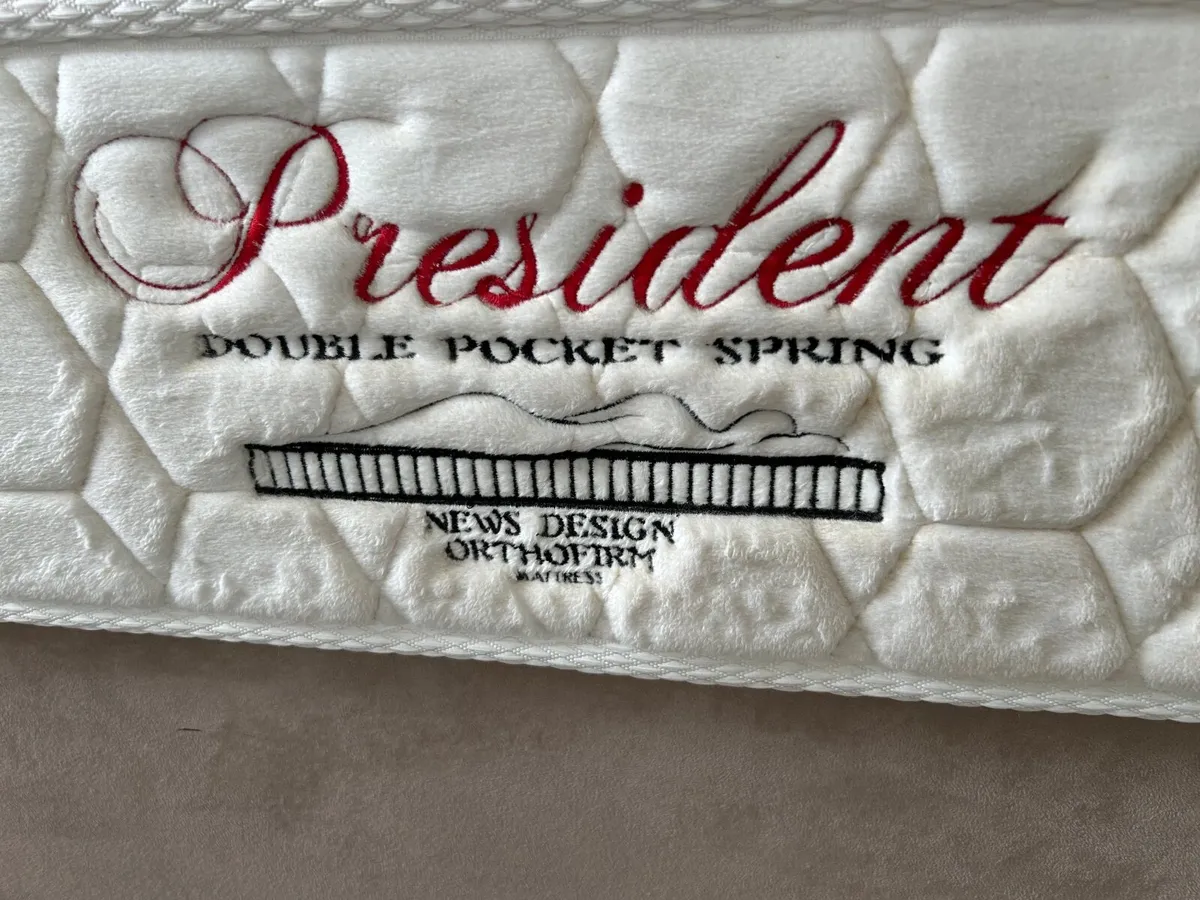 President
DOUBLE POCKET SPRING
NEWS DESIGN
ORTHOFIRM
MATTRESS